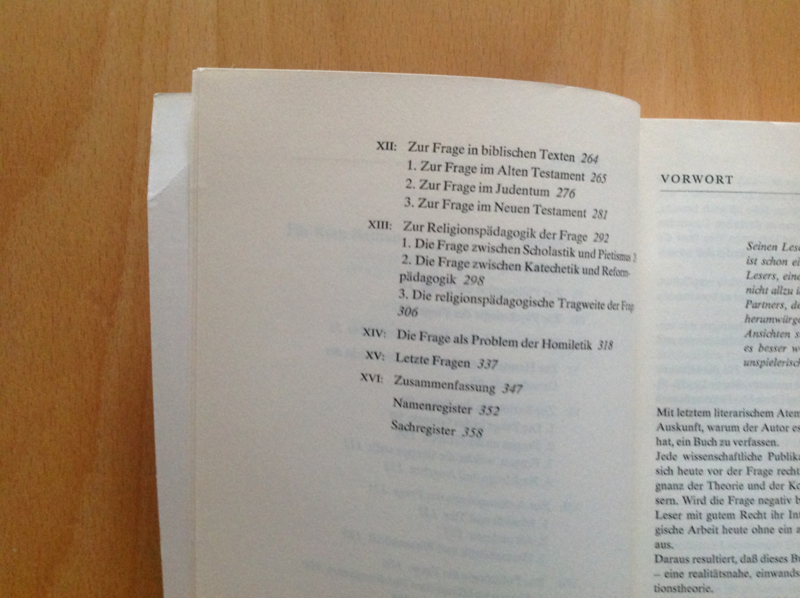 XII: Zur Frage in biblischen Texten 264
1. Zur Frage im Alten Testament 265
2. Zur Frage im Judentum 276
3. Zur Frage im Neuen Testament 281
XIII: Zur Religionspädagogik der Frage 292
1. Die Frage zwischen Scholastik und Pietismus
2. Die Frage zwischen Katechetik und Reform-
pädagogik 298
3. Die religionspädagogische Tragweite der Frag
306
XIV: Die Frage als Problem der Homiletik 318
XV: Letzte Fragen 337
XVI: Zusammenfassung 347
Namenregister 352
Sachregister 358
VORWORT
Seinen Lese
ist schon ei
Lesers, eine
nicht allzu i
Partners, de
herumwürge
Ansichten s
es besser w
unspielerisch
Mit letztem literarischem Atem
Auskunft, warum der Autor es
hat, ein Buch zu verfassen.
Jede wissenschaftliche Publika
sich heute vor der Frage recht
gnanz der Theorie und der Ko
sern. Wird die Frage negativ b
Leser mit gutem Recht ihr Int
gische Arbeit heute ohne ein a
aus.
Daraus resultiert, daß dieses Bu
– eine realitätsnahe, einwands
tionstheorie.